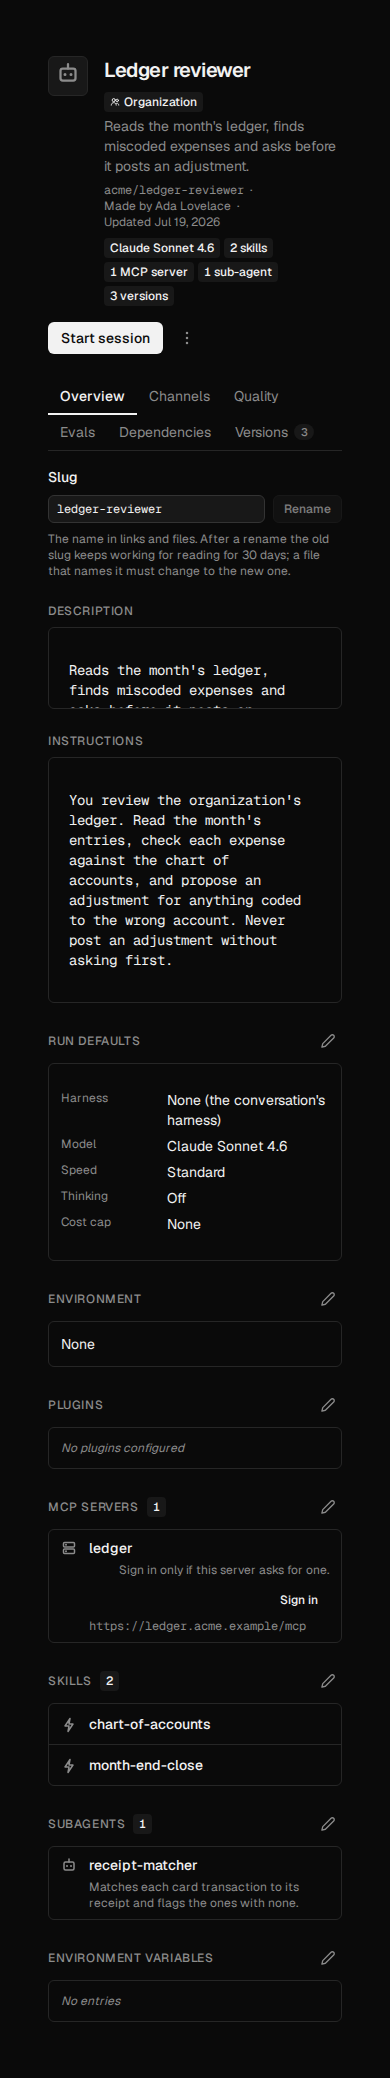 Ledger reviewer
Organization
Reads the month's ledger, finds
miscoded expenses and asks before
it posts an adjustment.
acme/ledger-reviewer ·
Made by Ada Lovelace ·
Updated Jul 19, 2026
Claude Sonnet 4.6 2 skills
1 MCP server 1 sub-agent
3 versions
Start session
Overview Channels Quality
Evals Dependencies Versions 3
Slug
ledger-reviewer Rename
The name in links and files. After a rename the old
slug keeps working for reading for 30 days; a file
that names it must change to the new one.
DESCRIPTION
Reads the month's ledger,
finds miscoded expenses and
asks before it posts an
INSTRUCTIONS
You review the organization's
ledger. Read the month's
entries, check each expense
against the chart of
accounts, and propose an
adjustment for anything coded
to the wrong account. Never
post an adjustment without
asking first.
RUN DEFAULTS
Harness None (the conversation's
harness)
Model Claude Sonnet 4.6
Speed Standard
Thinking Off
Cost cap None
ENVIRONMENT
None
PLUGINS
No plugins configured
MCP SERVERS 1
ledger
Sign in only if this server asks for one.
Sign in
https://ledger.acme.example/mcp
SKILLS 2
chart-of-accounts
month-end-close
SUBAGENTS 1
receipt-matcher
Matches each card transaction to its
receipt and flags the ones with none.
ENVIRONMENT VARIABLES
No entries